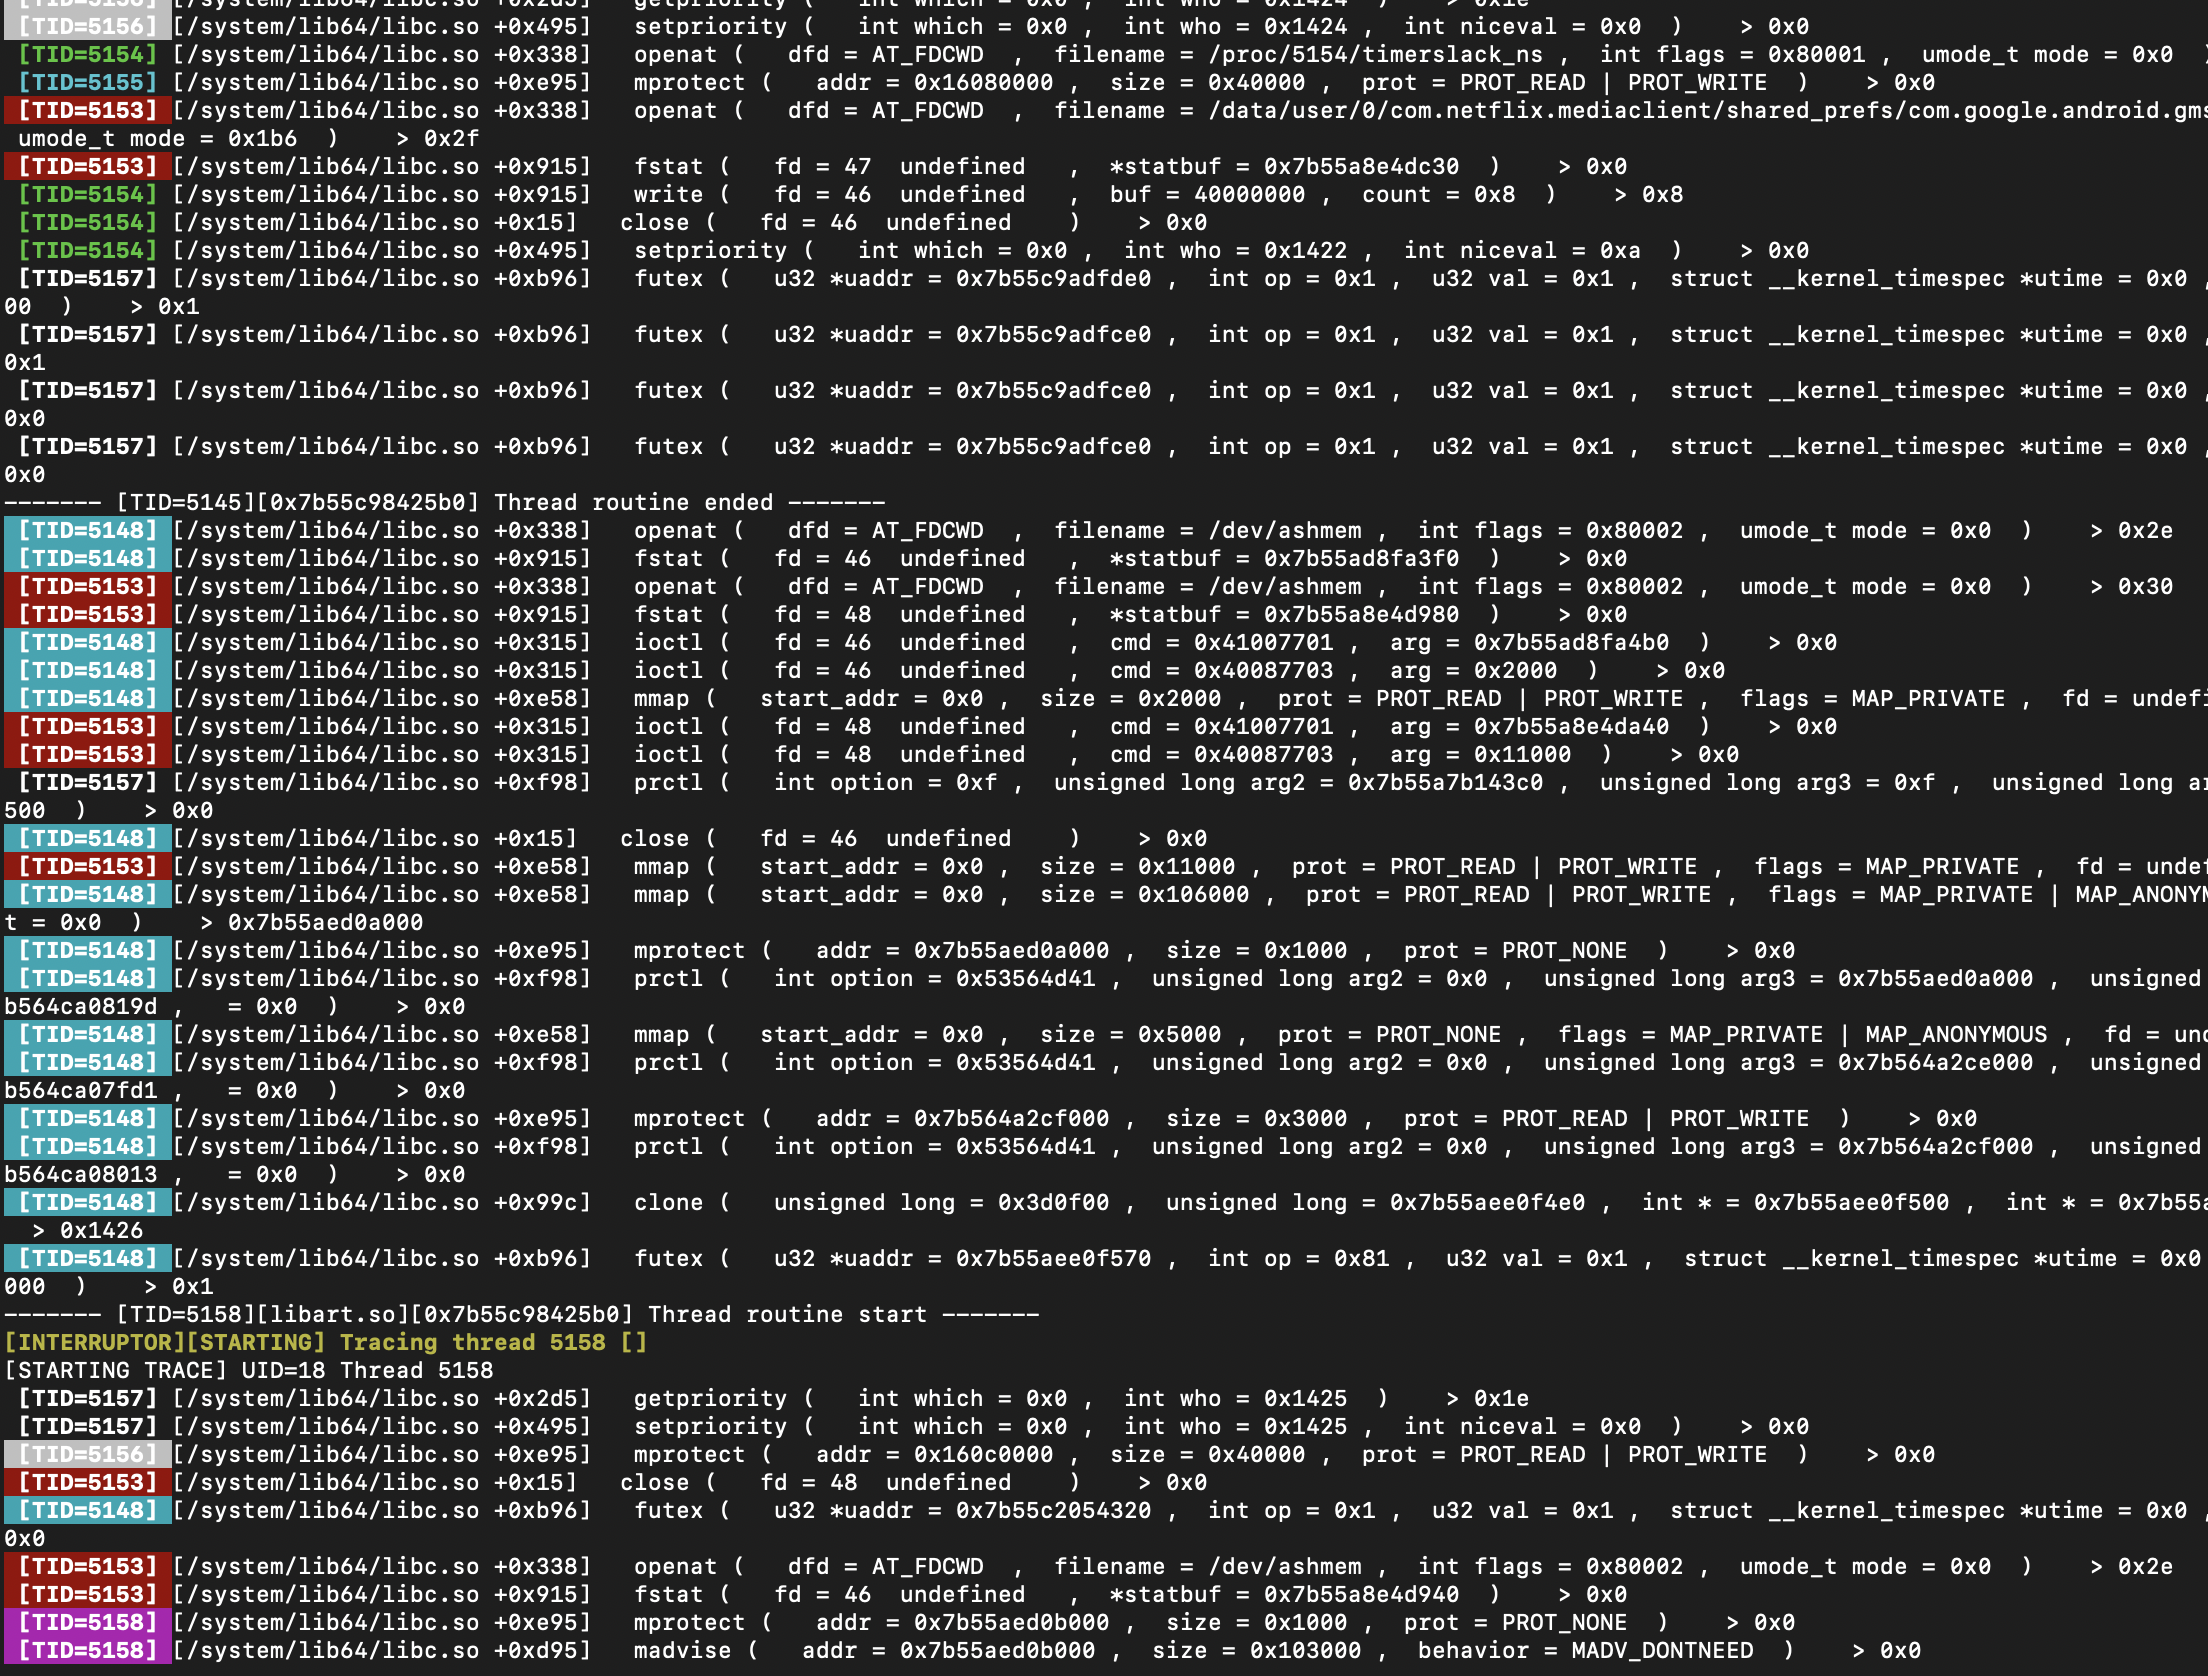 [TID=5156] [/system/lib64/libc.so +0x2d5]   getpriority (   int which = 0x0 ,  int who = 0x1424  )    > 0x1e
[TID=5156] [/system/lib64/libc.so +0x495]   setpriority (   int which = 0x0 ,  int who = 0x1424 ,  int niceval = 0x0  )    > 0x0
[TID=5154] [/system/lib64/libc.so +0x338]   openat (   dfd = AT_FDCWD  ,  filename = /proc/5154/timerslack_ns ,  int flags = 0x80001 ,  umode_t mode = 0x0  )
[TID=5155] [/system/lib64/libc.so +0xe95]   mprotect (   addr = 0x16080000 ,  size = 0x40000 ,  prot = PROT_READ | PROT_WRITE  )    > 0x0
[TID=5153] [/system/lib64/libc.so +0x338]   openat (   dfd = AT_FDCWD  ,  filename = /data/user/0/com.netflix.mediaclient/shared_prefs/com.google.android.gms
umode_t mode = 0x1b6  )    > 0x2f
[TID=5153] [/system/lib64/libc.so +0x915]   fstat (   fd = 47  undefined   ,  *statbuf = 0x7b55a8e4dc30  )    > 0x0
[TID=5154] [/system/lib64/libc.so +0x915]   write (   fd = 46  undefined   ,  buf = 40000000 ,  count = 0x8  )    > 0x8
[TID=5154] [/system/lib64/libc.so +0x15]   close (   fd = 46  undefined    )    > 0x0
[TID=5154] [/system/lib64/libc.so +0x495]   setpriority (   int which = 0x0 ,  int who = 0x1422 ,  int niceval = 0xa  )    > 0x0
[TID=5157] [/system/lib64/libc.so +0xb96]   futex (   u32 *uaddr = 0x7b55c9adfde0 ,  int op = 0x1 ,  u32 val = 0x1 ,  struct __kernel_timespec *utime = 0x0 ,
00  )    > 0x1
[TID=5157] [/system/lib64/libc.so +0xb96]   futex (   u32 *uaddr = 0x7b55c9adfce0 ,  int op = 0x1 ,  u32 val = 0x1 ,  struct __kernel_timespec *utime = 0x0 ,
0x1
[TID=5157] [/system/lib64/libc.so +0xb96]   futex (   u32 *uaddr = 0x7b55c9adfce0 ,  int op = 0x1 ,  u32 val = 0x1 ,  struct __kernel_timespec *utime = 0x0 ,
0x0
[TID=5157] [/system/lib64/libc.so +0xb96]   futex (   u32 *uaddr = 0x7b55c9adfce0 ,  int op = 0x1 ,  u32 val = 0x1 ,  struct __kernel_timespec *utime = 0x0 ,
0x0
------- [TID=5145][0x7b55c98425b0] Thread routine ended -------
[TID=5148] [/system/lib64/libc.so +0x338]   openat (   dfd = AT_FDCWD  ,  filename = /dev/ashmem ,  int flags = 0x80002 ,  umode_t mode = 0x0  )    > 0x2e
[TID=5148] [/system/lib64/libc.so +0x915]   fstat (   fd = 46  undefined   ,  *statbuf = 0x7b55ad8fa3f0  )    > 0x0
[TID=5153] [/system/lib64/libc.so +0x338]   openat (   dfd = AT_FDCWD  ,  filename = /dev/ashmem ,  int flags = 0x80002 ,  umode_t mode = 0x0  )    > 0x30
[TID=5153] [/system/lib64/libc.so +0x915]   fstat (   fd = 48  undefined   ,  *statbuf = 0x7b55a8e4d980  )    > 0x0
[TID=5148] [/system/lib64/libc.so +0x315]   ioctl (   fd = 46  undefined   ,  cmd = 0x41007701 ,  arg = 0x7b55ad8fa4b0  )    > 0x0
[TID=5148] [/system/lib64/libc.so +0x315]   ioctl (   fd = 46  undefined   ,  cmd = 0x40087703 ,  arg = 0x2000  )    > 0x0
[TID=5148] [/system/lib64/libc.so +0xe58]   mmap (   start_addr = 0x0 ,  size = 0x2000 ,  prot = PROT_READ | PROT_WRITE ,  flags = MAP_PRIVATE ,  fd = undefi
[TID=5153] [/system/lib64/libc.so +0x315]   ioctl (   fd = 48  undefined   ,  cmd = 0x41007701 ,  arg = 0x7b55a8e4da40  )    > 0x0
[TID=5153] [/system/lib64/libc.so +0x315]   ioctl (   fd = 48  undefined   ,  cmd = 0x40087703 ,  arg = 0x11000  )    > 0x0
[TID=5157] [/system/lib64/libc.so +0xf98]   prctl (   int option = 0xf ,  unsigned long arg2 = 0x7b55a7b143c0 ,  unsigned long arg3 = 0xf ,  unsigned long ar
500  )    > 0x0
[TID=5148] [/system/lib64/libc.so +0x15]   close (   fd = 46  undefined    )    > 0x0
[TID=5153] [/system/lib64/libc.so +0xe58]   mmap (   start_addr = 0x0 ,  size = 0x11000 ,  prot = PROT_READ | PROT_WRITE ,  flags = MAP_PRIVATE ,  fd = undef
[TID=5148] [/system/lib64/libc.so +0xe58]   mmap (   start_addr = 0x0 ,  size = 0x106000 ,  prot = PROT_READ | PROT_WRITE ,  flags = MAP_PRIVATE | MAP_ANONYM
t = 0x0  )    > 0x7b55aed0a000
[TID=5148] [/system/lib64/libc.so +0xe95]   mprotect (   addr = 0x7b55aed0a000 ,  size = 0x1000 ,  prot = PROT_NONE  )    > 0x0
[TID=5148] [/system/lib64/libc.so +0xf98]   prctl (   int option = 0x53564d41 ,  unsigned long arg2 = 0x0 ,  unsigned long arg3 = 0x7b55aed0a000 ,  unsigned
b564ca0819d ,   = 0x0  )    > 0x0
[TID=5148] [/system/lib64/libc.so +0xe58]   mmap (   start_addr = 0x0 ,  size = 0x5000 ,  prot = PROT_NONE ,  flags = MAP_PRIVATE | MAP_ANONYMOUS ,  fd = und
[TID=5148] [/system/lib64/libc.so +0xf98]   prctl (   int option = 0x53564d41 ,  unsigned long arg2 = 0x0 ,  unsigned long arg3 = 0x7b564a2ce000 ,  unsigned
b564ca07fd1 ,   = 0x0  )    > 0x0
[TID=5148] [/system/lib64/libc.so +0xe95]   mprotect (   addr = 0x7b564a2cf000 ,  size = 0x3000 ,  prot = PROT_READ | PROT_WRITE  )    > 0x0
[TID=5148] [/system/lib64/libc.so +0xf98]   prctl (   int option = 0x53564d41 ,  unsigned long arg2 = 0x0 ,  unsigned long arg3 = 0x7b564a2cf000 ,  unsigned
b564ca08013 ,   = 0x0  )    > 0x0
[TID=5148] [/system/lib64/libc.so +0x99c]   clone (   unsigned long = 0x3d0f00 ,  unsigned long = 0x7b55aee0f4e0 ,  int * = 0x7b55aee0f500 ,  int * = 0x7b55a
> 0x1426
[TID=5148] [/system/lib64/libc.so +0xb96]   futex (   u32 *uaddr = 0x7b55aee0f570 ,  int op = 0x81 ,  u32 val = 0x1 ,  struct __kernel_timespec *utime = 0x0
000  )    > 0x1
------- [TID=5158][libart.so][0x7b55c98425b0] Thread routine start -------
[INTERRUPTOR][STARTING] Tracing thread 5158 []
[STARTING TRACE] UID=18 Thread 5158
[TID=5157] [/system/lib64/libc.so +0x2d5]   getpriority (   int which = 0x0 ,  int who = 0x1425  )    > 0x1e
[TID=5157] [/system/lib64/libc.so +0x495]   setpriority (   int which = 0x0 ,  int who = 0x1425 ,  int niceval = 0x0  )    > 0x0
[TID=5156] [/system/lib64/libc.so +0xe95]   mprotect (   addr = 0x160c0000 ,  size = 0x40000 ,  prot = PROT_READ | PROT_WRITE  )    > 0x0
[TID=5153] [/system/lib64/libc.so +0x15]   close (   fd = 48  undefined    )    > 0x0
[TID=5148] [/system/lib64/libc.so +0xb96]   futex (   u32 *uaddr = 0x7b55c2054320 ,  int op = 0x1 ,  u32 val = 0x1 ,  struct __kernel_timespec *utime = 0x0 ,
0x0
[TID=5153] [/system/lib64/libc.so +0x338]   openat (   dfd = AT_FDCWD  ,  filename = /dev/ashmem ,  int flags = 0x80002 ,  umode_t mode = 0x0  )    > 0x2e
[TID=5153] [/system/lib64/libc.so +0x915]   fstat (   fd = 46  undefined   ,  *statbuf = 0x7b55a8e4d940  )    > 0x0
[TID=5158] [/system/lib64/libc.so +0xe95]   mprotect (   addr = 0x7b55aed0b000 ,  size = 0x1000 ,  prot = PROT_NONE  )    > 0x0
[TID=5158] [/system/lib64/libc.so +0xd95]   madvise (   addr = 0x7b55aed0b000 ,  size = 0x103000 ,  behavior = MADV_DONTNEED  )    > 0x0